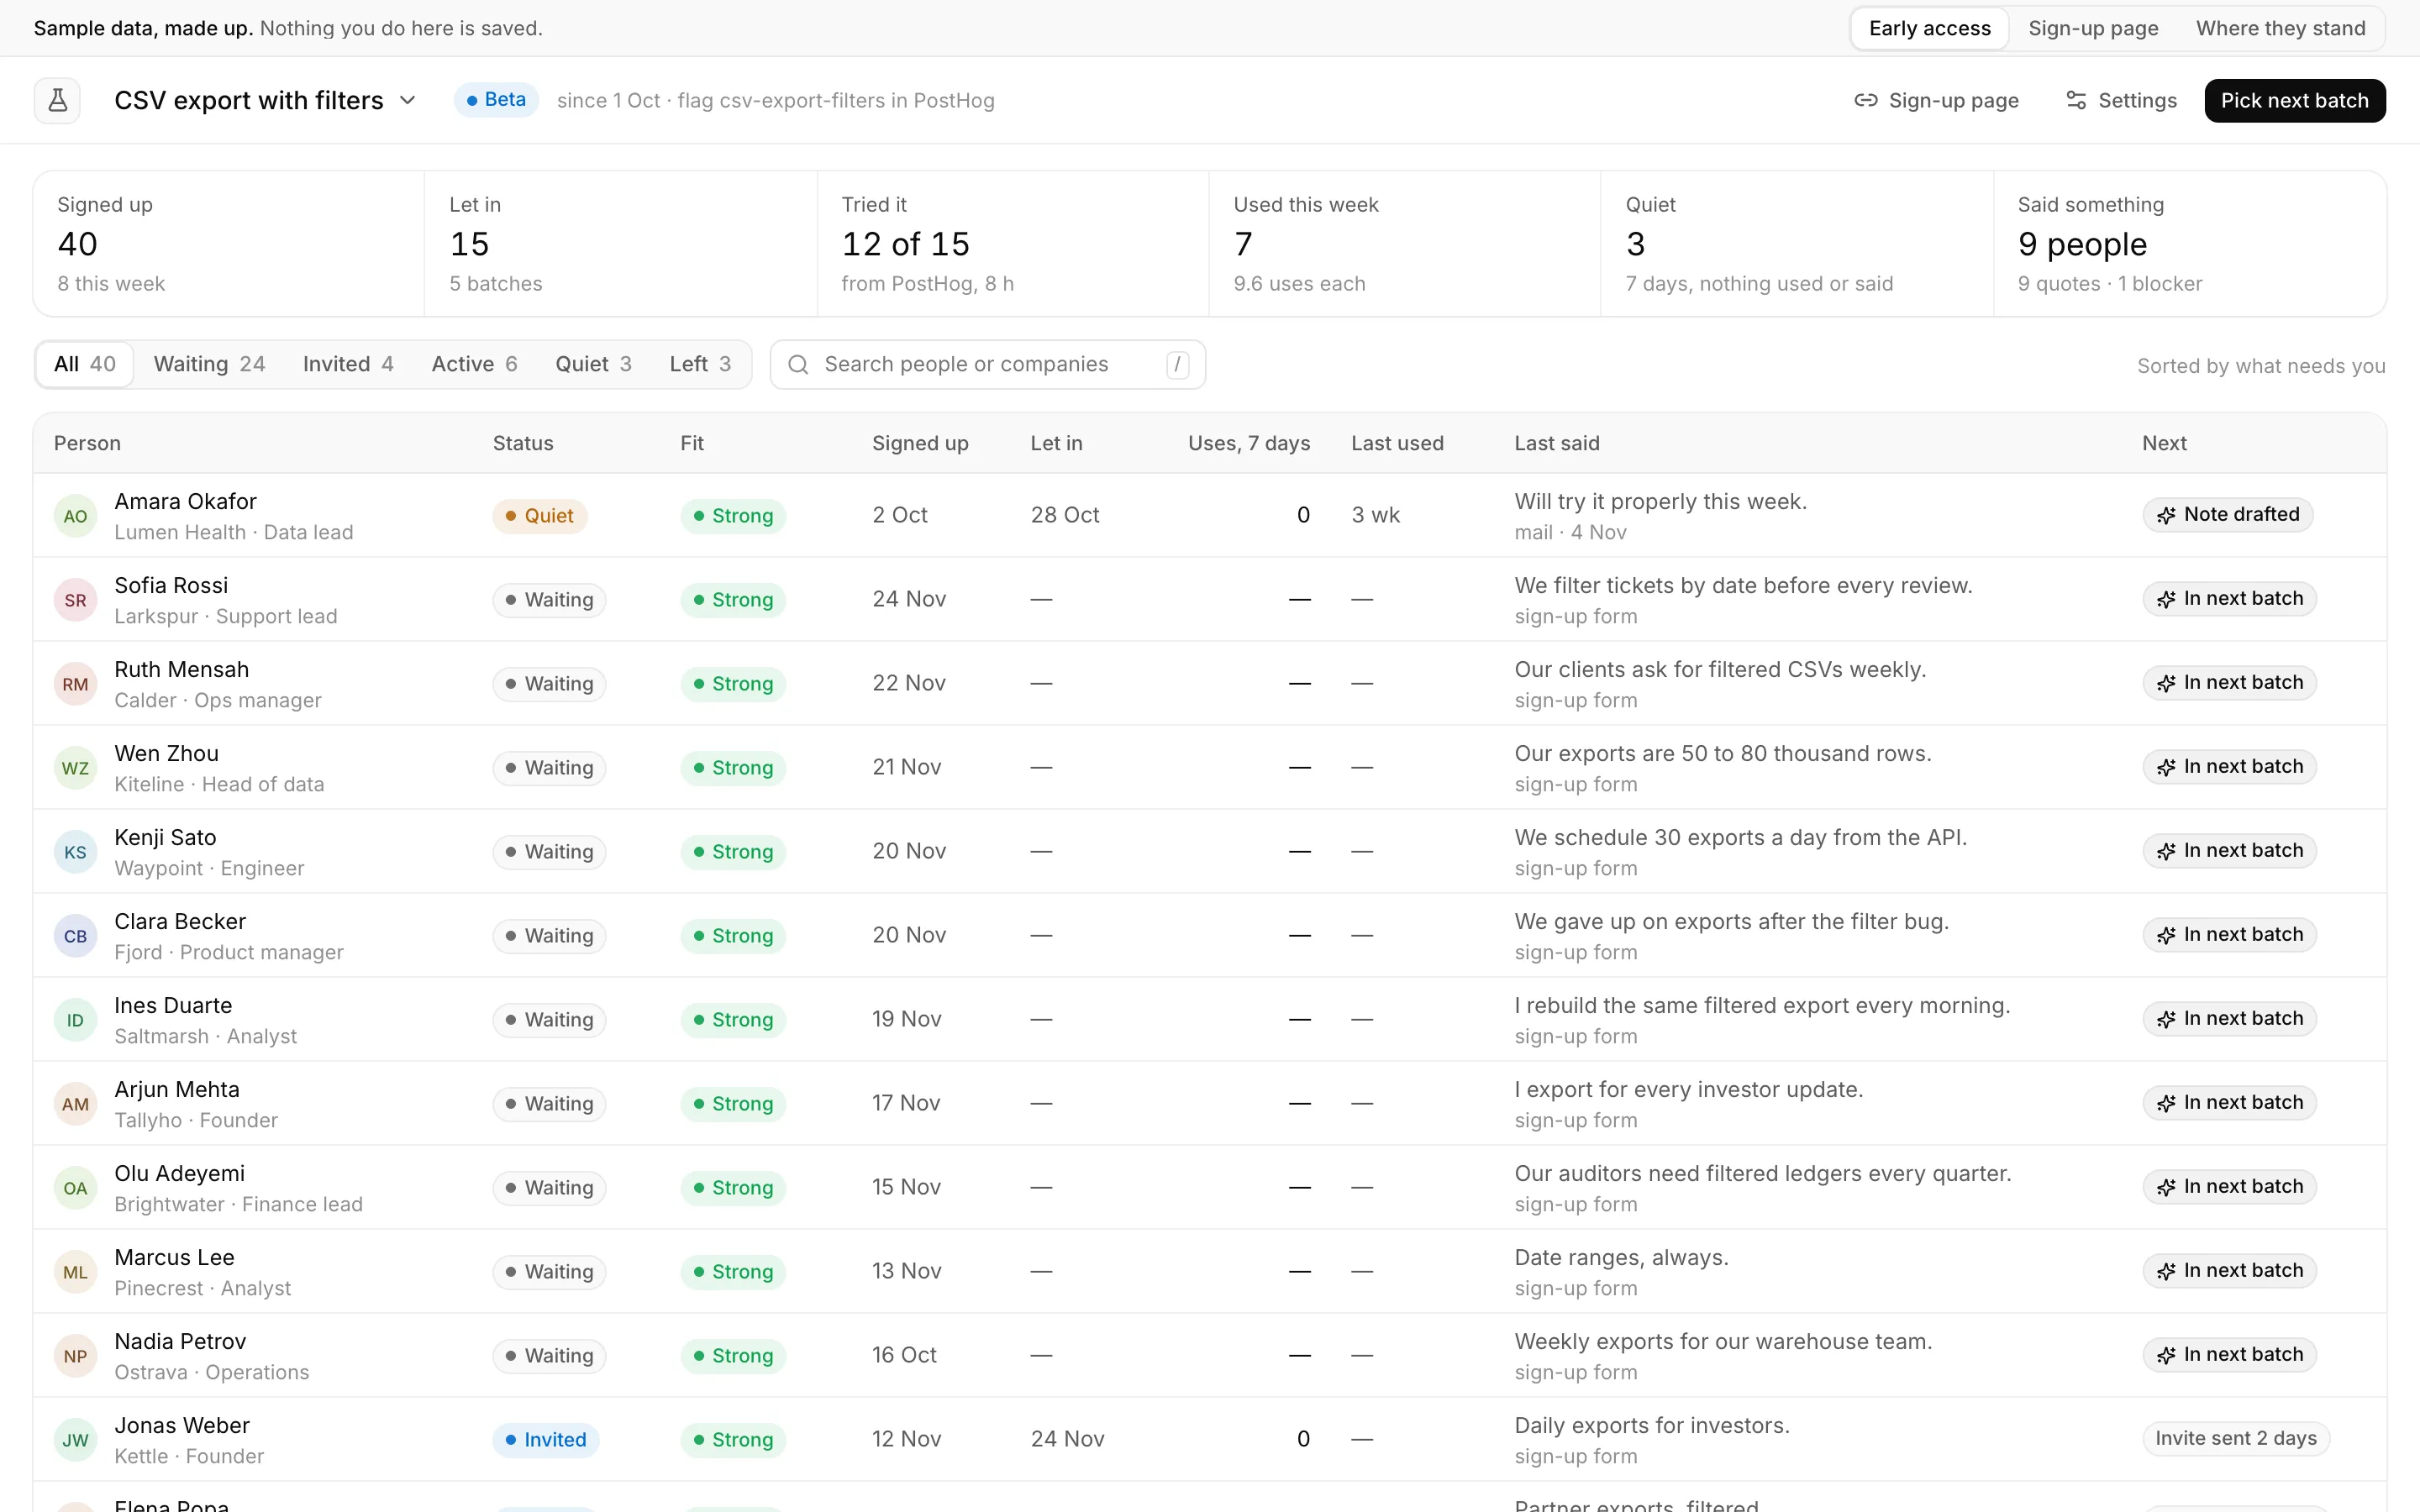 Sample data, made up. Nothing you do here is saved.
Early access Sign-up page Where they stand
CSV export with filters Beta since 1 Oct · flag csv-export-filters in PostHog
Sign-up page Settings Pick next batch
Signed up Let in Tried it Used this week Quiet Said something
40 15 12 of 15 7 3 9 people
8 this week 5 batches from PostHog, 8 h 9.6 uses each 7 days, nothing used or said 9 quotes · 1 blocker
All 40 Waiting 24 Invited 4 Active 6 Quiet 3 Left 3 Search people or companies / Sorted by what needs you
Person Status Fit Signed up Let in Uses, 7 days Last used Last said Next
AO Amara Okafor Quiet Strong 2 Oct 28 Oct 0 3 wk Will try it properly this week. Note drafted
Lumen Health · Data lead mail · 4 Nov
SR Sofia Rossi Waiting Strong 24 Nov — — — We filter tickets by date before every review. In next batch
Larkspur · Support lead sign-up form
RM Ruth Mensah Waiting Strong 22 Nov — — — Our clients ask for filtered CSVs weekly. In next batch
Calder · Ops manager sign-up form
WZ Wen Zhou Waiting Strong 21 Nov — — — Our exports are 50 to 80 thousand rows. In next batch
Kiteline · Head of data sign-up form
KS Kenji Sato Waiting Strong 20 Nov — — — We schedule 30 exports a day from the API. In next batch
Waypoint · Engineer sign-up form
CB Clara Becker Waiting Strong 20 Nov — — — We gave up on exports after the filter bug. In next batch
Fjord · Product manager sign-up form
ID Ines Duarte Waiting Strong 19 Nov — — — I rebuild the same filtered export every morning. In next batch
Saltmarsh · Analyst sign-up form
AM Arjun Mehta Waiting Strong 17 Nov — — — I export for every investor update. In next batch
Tallyho · Founder sign-up form
OA Olu Adeyemi Waiting Strong 15 Nov — — — Our auditors need filtered ledgers every quarter. In next batch
Brightwater · Finance lead sign-up form
ML Marcus Lee Waiting Strong 13 Nov — — — Date ranges, always. In next batch
Pinecrest · Analyst sign-up form
NP Nadia Petrov Waiting Strong 16 Oct — — — Weekly exports for our warehouse team. In next batch
Ostrava · Operations sign-up form
JW Jonas Weber Invited Strong 12 Nov 24 Nov 0 — Daily exports for investors. Invite sent 2 days
Kettle · Founder sign-up form
Elena Popa Partner exports, filtered.